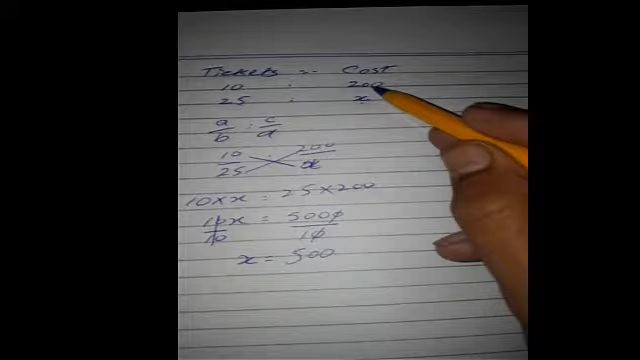 Tickets :- Cost
10 : 200
25 : x
a/b : c/d
10/25 : 200/x
10 X x = 25 X 200
10x/10 = 5000/10
x = 500